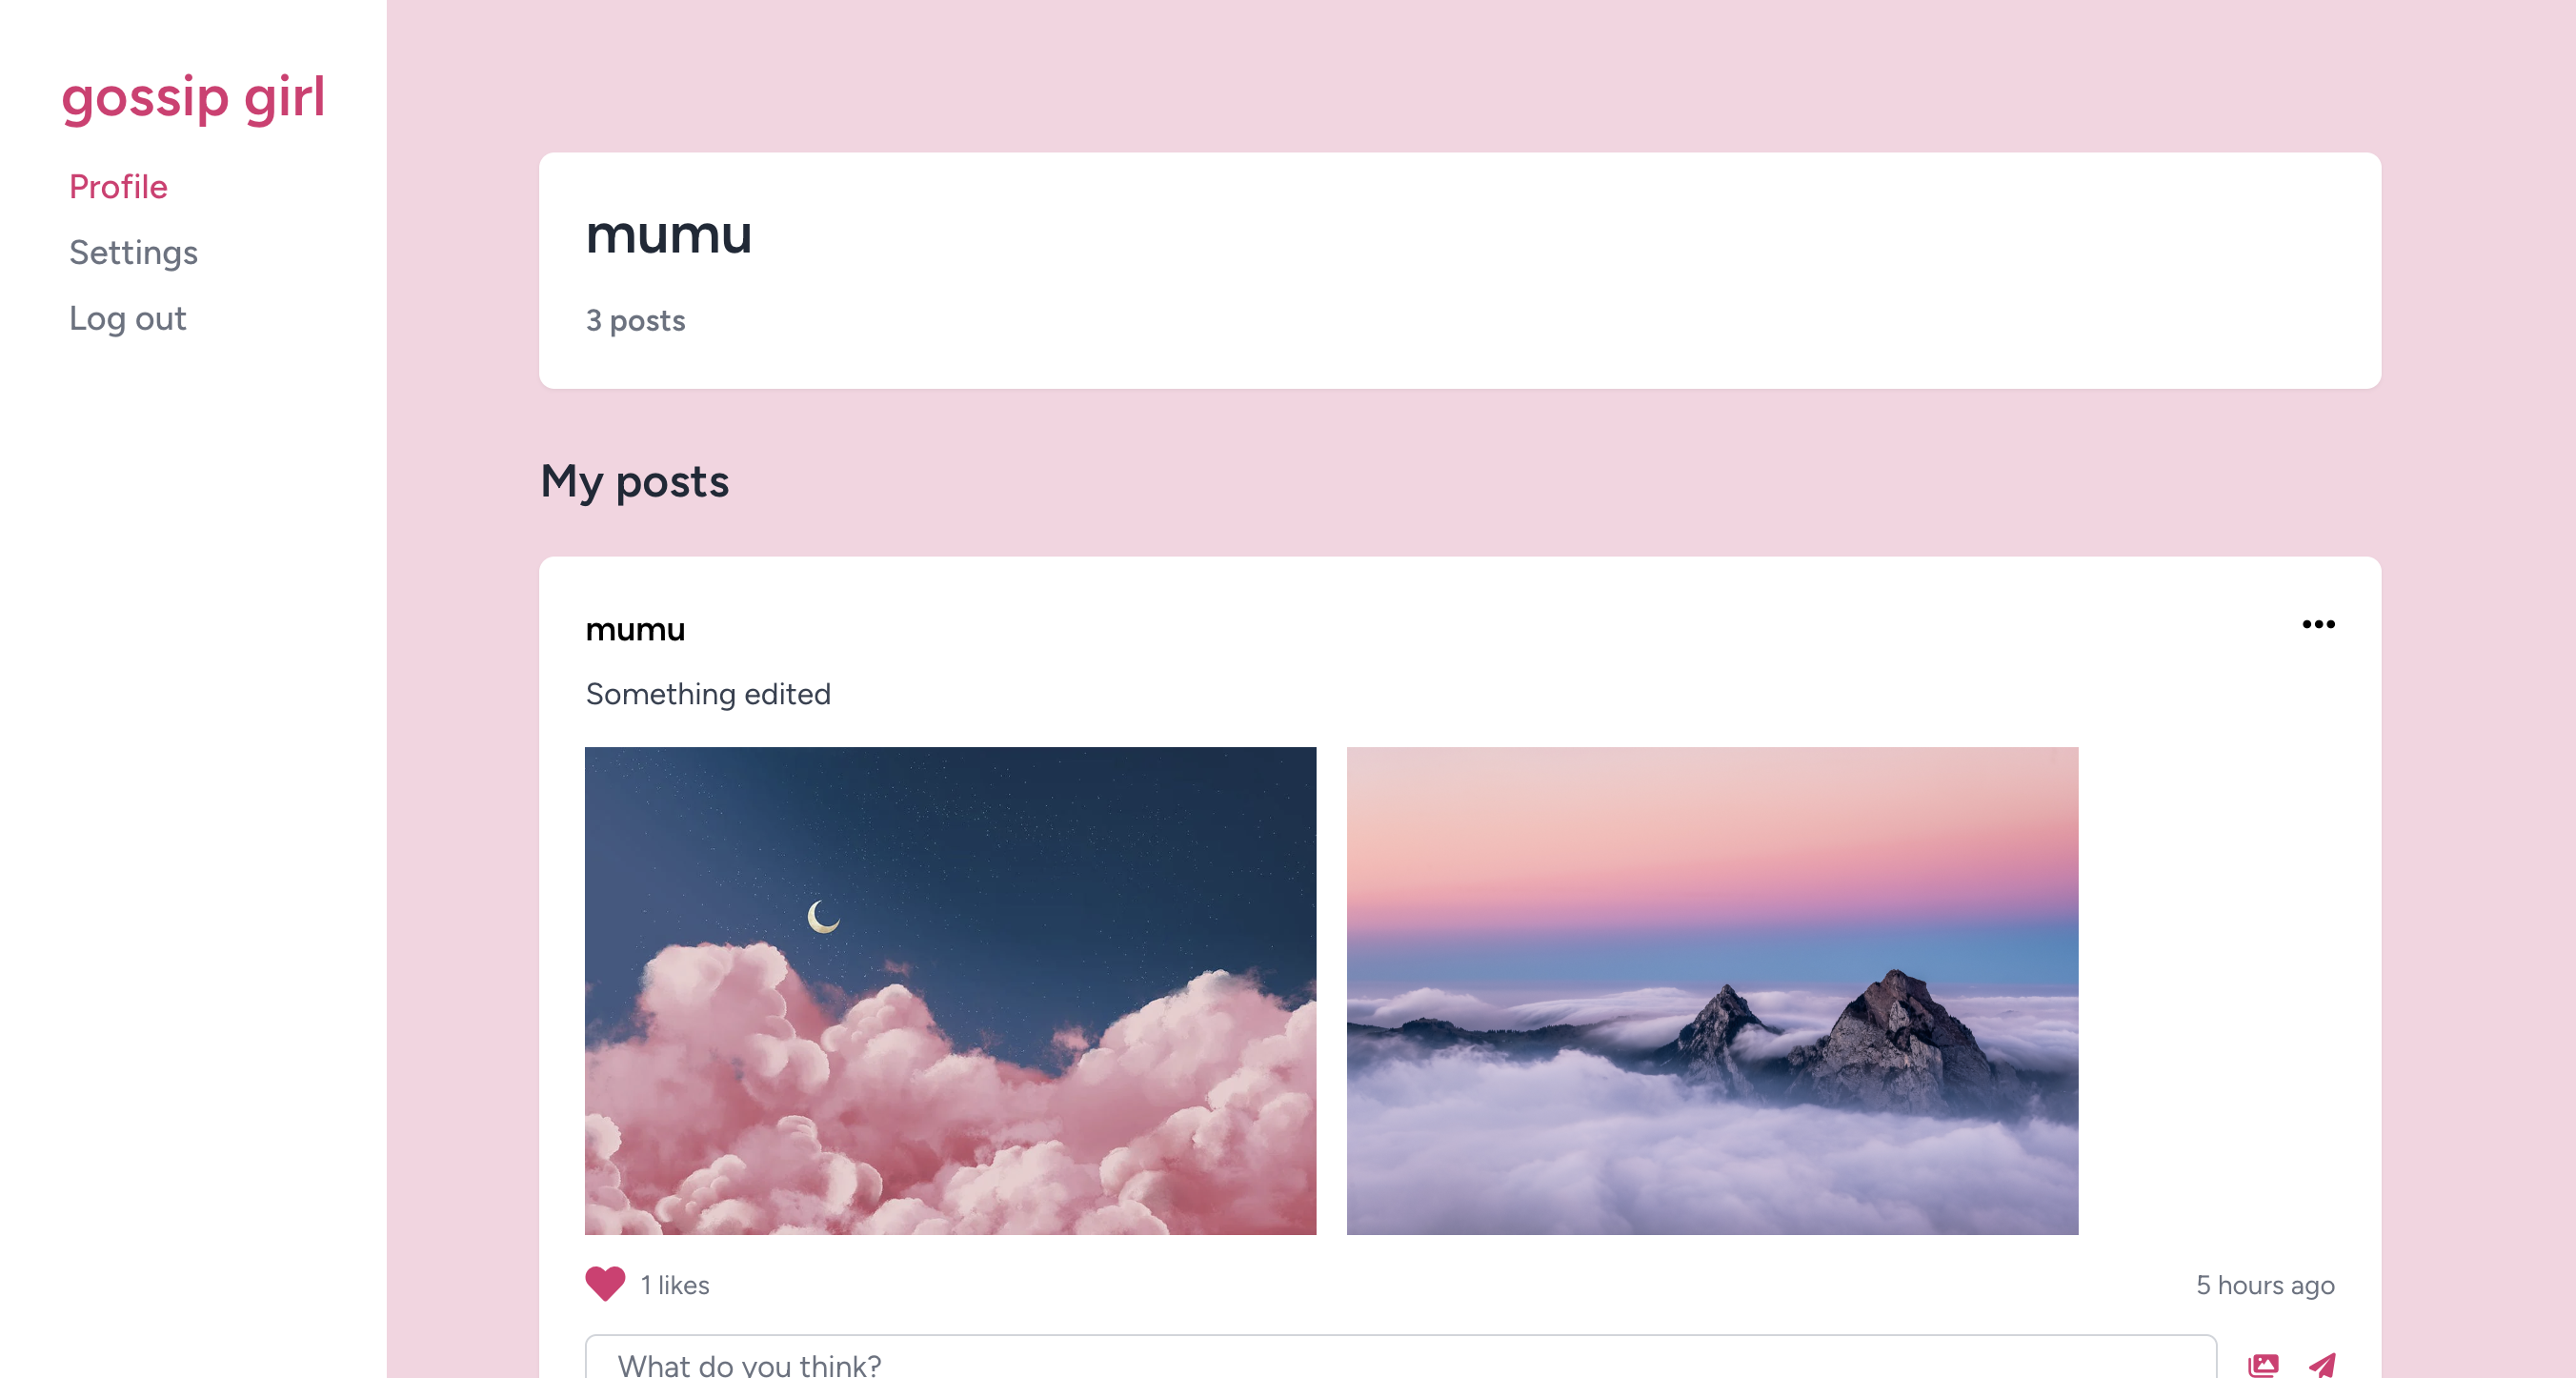 gossip girl
Profile
Settings
Log out
mumu
3 posts
My posts
mumu
Something edited
1 likes
5 hours ago
What do you think?